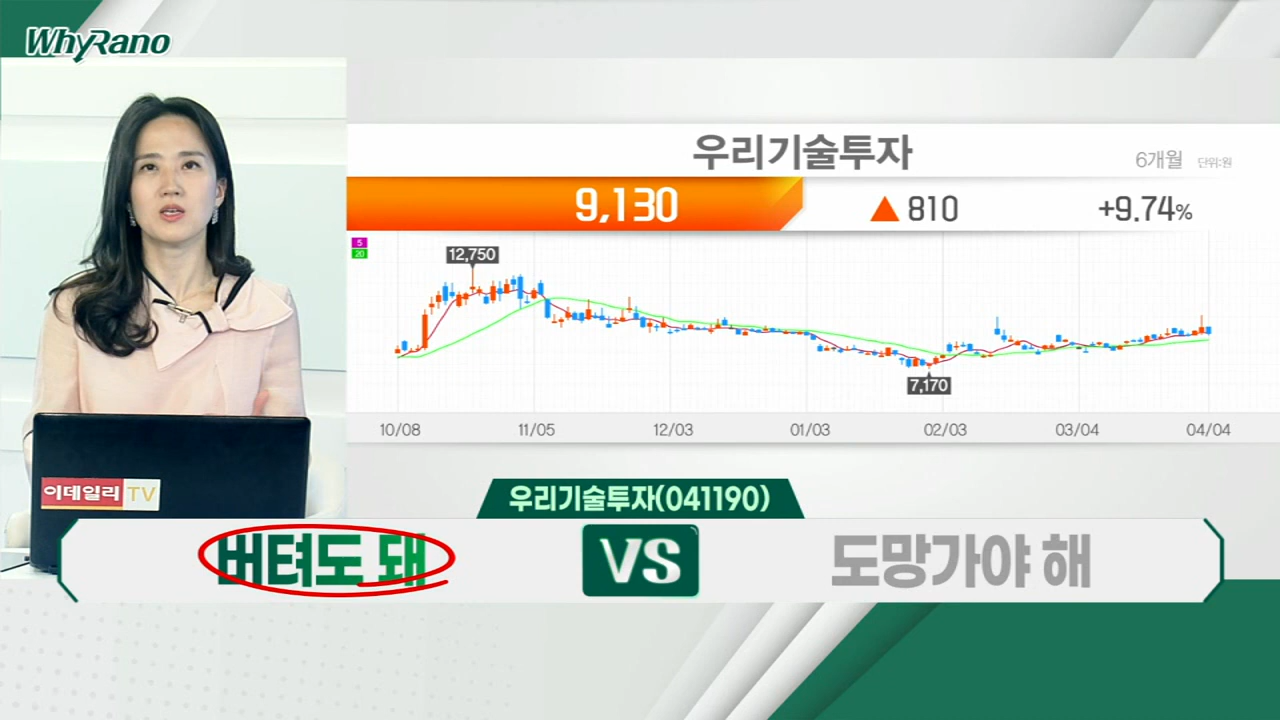 WhyRano
우리기술투자
6개월 단위:원
9,130 ▲ 810 +9.74%
5
20
12,750
7,170
10/08 11/05 12/03 01/03 02/03 03/04 04/04
이데일리 TV
우리기술투자(041190)
버텨도 돼 VS 도망가야 해